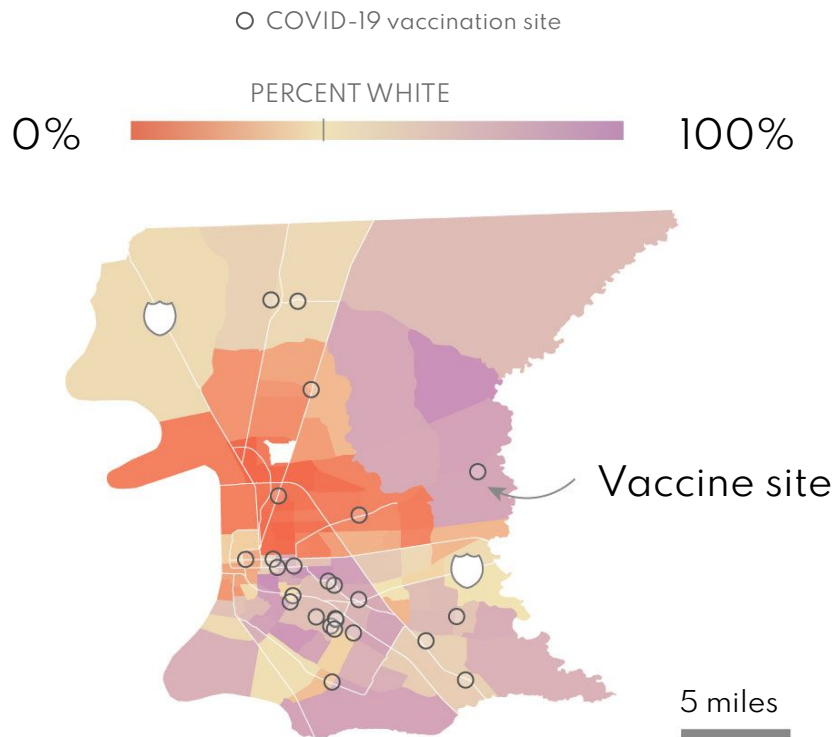 COVID-19 vaccination site
PERCENT WHITE
0%
100%
Vaccine site
5 miles